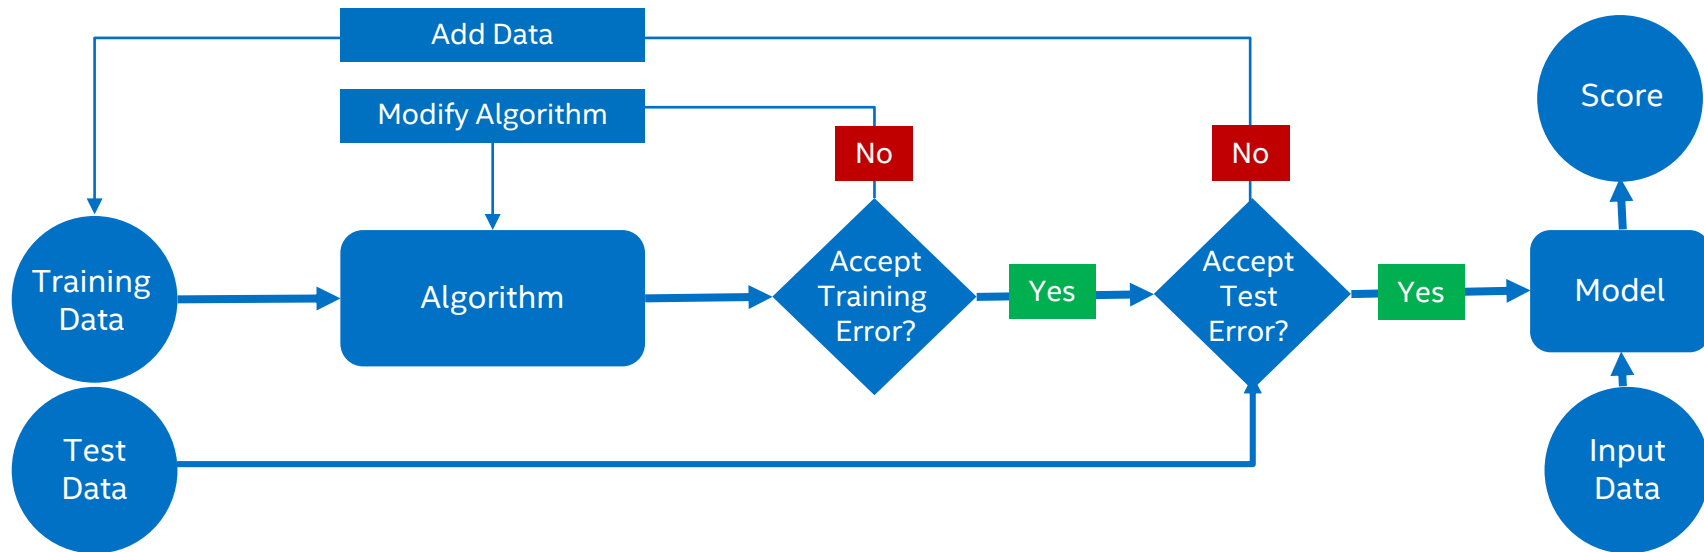 Add Data
Modify Algorithm
No
No
Score
Training
Data
Algorithm
Accept
Training
Error?
Yes
Accept
Test
Error?
Yes
Model
Test
Data
Input
Data